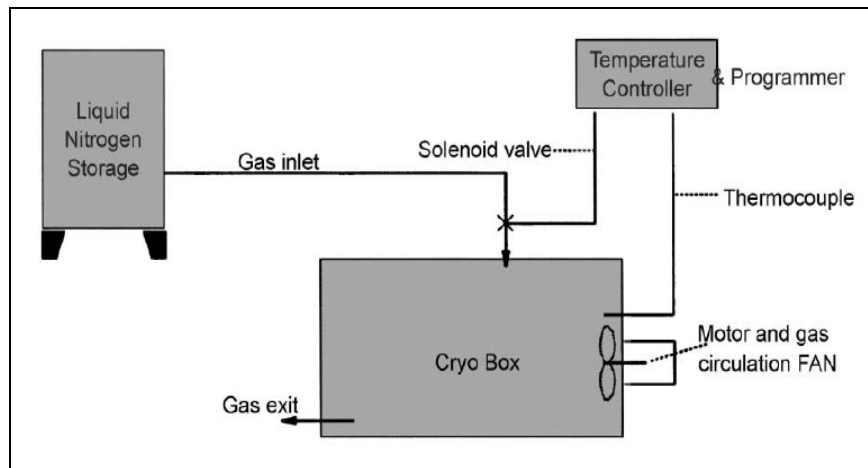 Liquid
Nitrogen
Storage
Gas inlet
Temperature
Controller
& Programmer
Solenoid valve
Thermocouple
Cryo Box
Motor and gas
circulation FAN
Gas exit